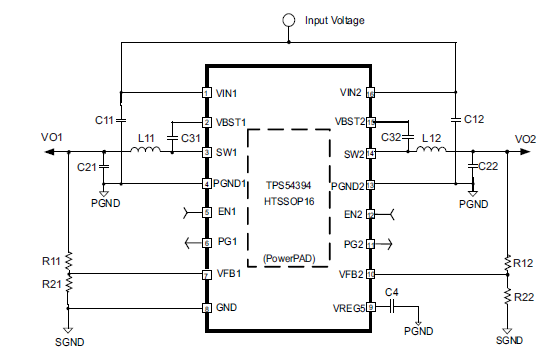 Input Voltage
C11
C12
1 VIN1
VIN2 16
2 VBST1
VBST2 15
VO1
L11
C31
C32
L12
VO2
C21
3 SW1
SW2 14
C22
TPS54394
HTSSOP16
4 PGND1
PGND2 13
PGND
PGND
5 EN1
EN2 12
6 PG1
PG2 11
(PowerPAD)
R11
R12
7 VFB1
VFB2 10
R21
R22
C4
8 GND
VREG5 9
PGND
SGND
SGND